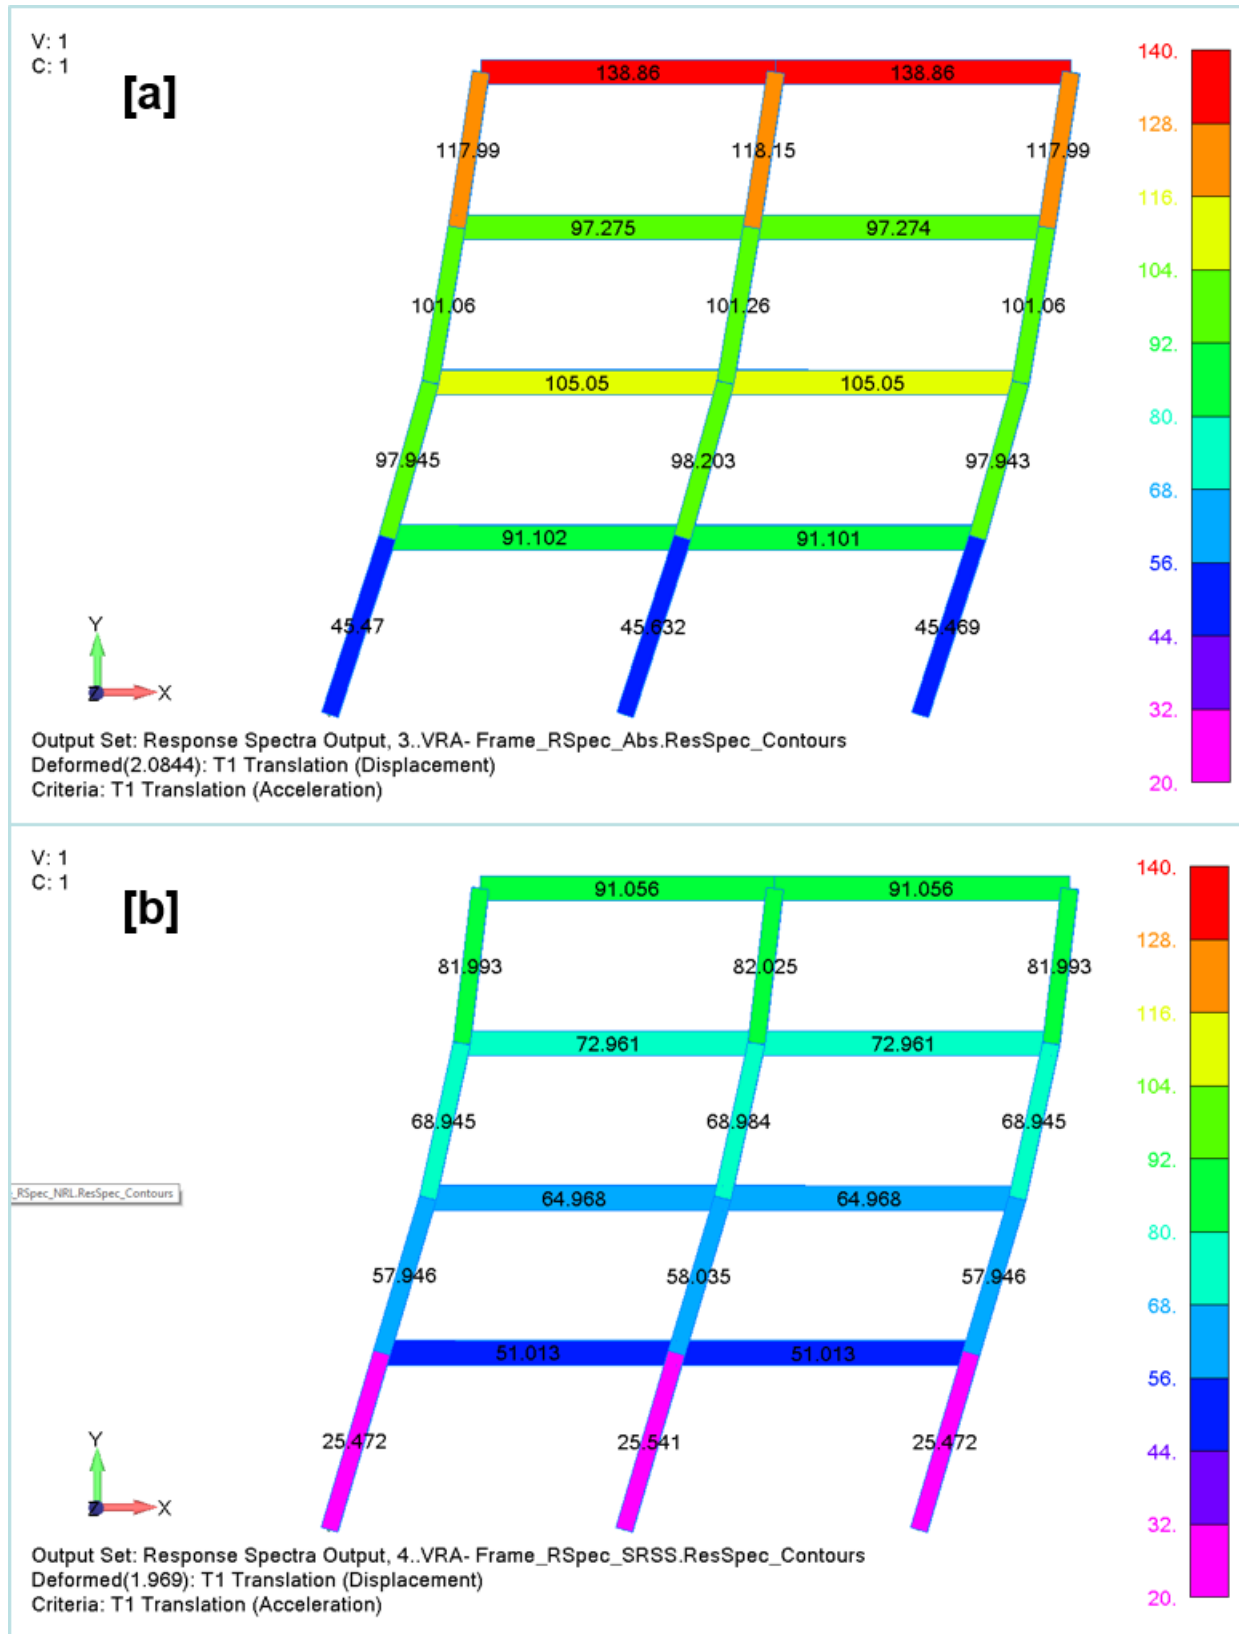 V: 1
C: 1
[a]
138.86 138.86
117.99 118.15 117.99
97.275 97.274
101.06 101.26 101.06
105.05 105.05
97.945 98.203 97.943
91.102 91.101
45.47 45.632 45.469
Y
Z X
140.
128.
116.
104.
92.
80.
68.
56.
44.
32.
20.
Output Set: Response Spectra Output, 3..VRA- Frame_RSpec_Abs.ResSpec_Contours
Deformed(2.0844): T1 Translation (Displacement)
Criteria: T1 Translation (Acceleration)
V: 1
C: 1
[b]
91.056 91.056
81.993 82.025 81.993
72.961 72.961
68.945 68.984 68.945
_RSpec_NRL.ResSpec_Contours
64.968 64.968
57.946 58.035 57.946
51.013 51.013
25.472 25.541 25.472
Y
Z X
140.
128.
116.
104.
92.
80.
68.
56.
44.
32.
20.
Output Set: Response Spectra Output, 4..VRA- Frame_RSpec_SRSS.ResSpec_Contours
Deformed(1.969): T1 Translation (Displacement)
Criteria: T1 Translation (Acceleration)